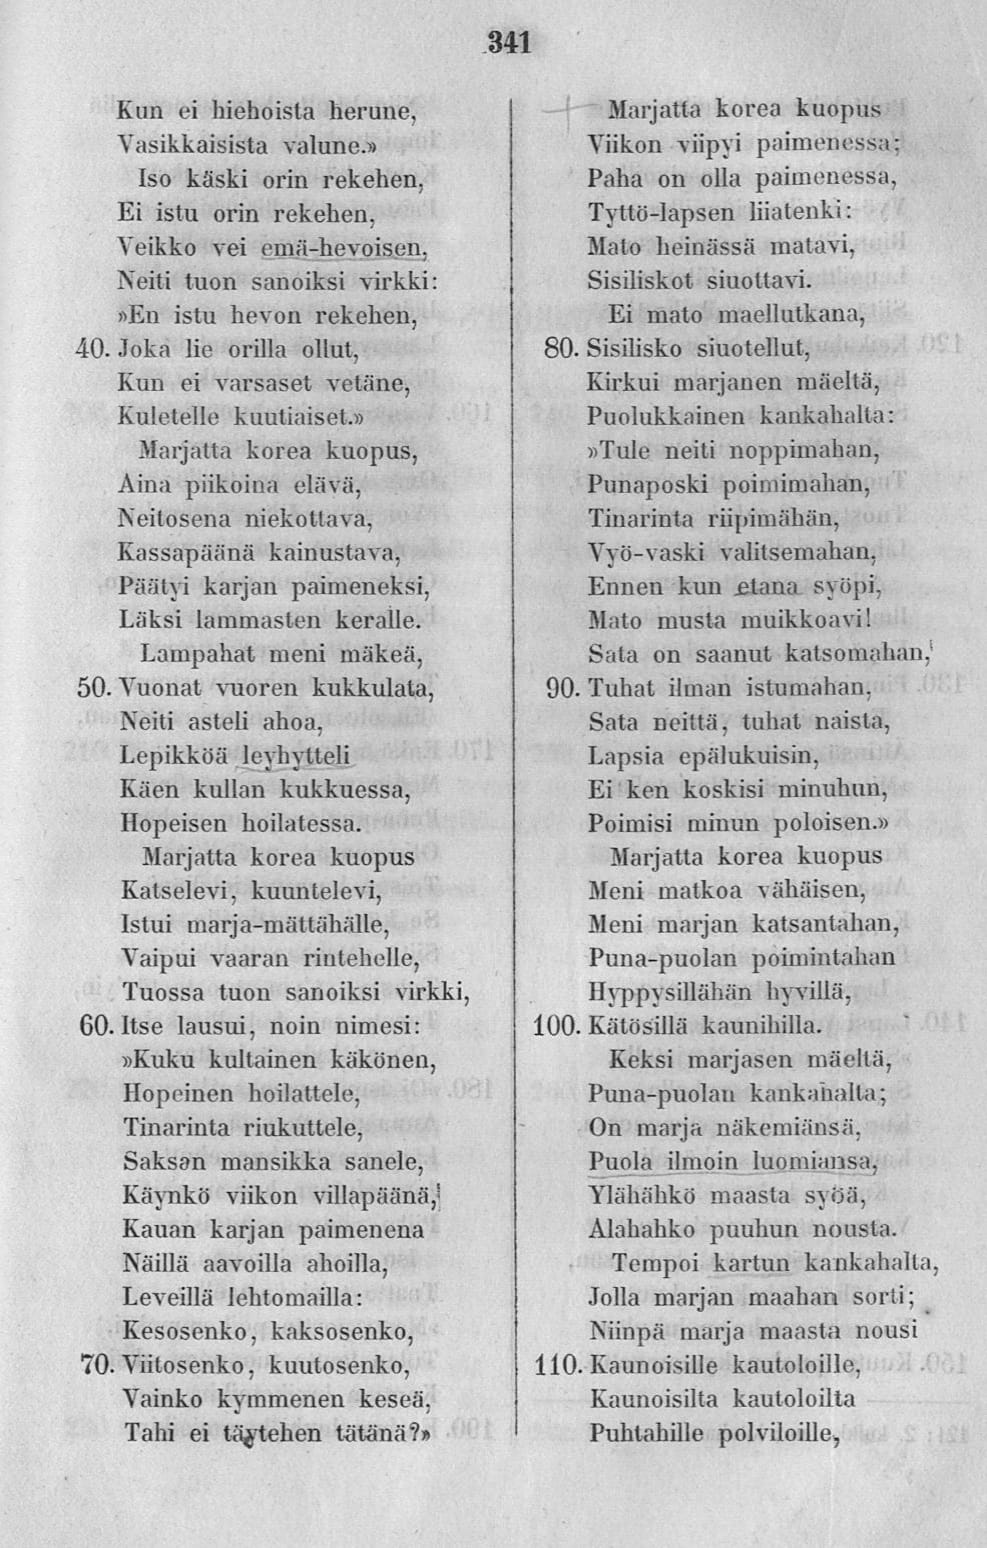 341
Kun ei hiehoista herune,
Vasikkaisista valune.»
Iso käski orin rekehen,
Ei istu orin rekehen,
Veikko vei emä-hevoisen,
Neiti tuon sanoiksi virkki:
»En istu hevon rekehen,
40. Joka lie orilla ollut,
Kun ei varsaset vetäne,
Kuletelle kuutiaiset.»
Marjatta korea kuopus,
Aina piikoina elävä,
Neitosena niekottava,
Kassapäänä kainustava,
Päätyi karjan paimeneksi,
Läksi lammasten keralle.
Lampahat meni mäkeä,
50. Vuonat vuoren kukkulata,
Neiti asteli ahoa,
Lepikköä leyhytteli
Käen kullan kukkuessa,
Hopeisen hoilatessa.
Marjatta korea kuopus
Katselevi, kuuntelevi,
Istui marja-mättähälle,
Vaipui vaaran rintehelle,
Tuossa tuon sanoiksi virkki,
60. Itse lausui, noin nimesi:
»Kuku kultainen käkönen,
Hopeinen hoilattele,
Tinarinta riukuttele,
Saksan mansikka sanele,
Käynkö viikon villapäänä,
Kauan karjan paimenena
Näillä aavoilla ahoilla,
Leveillä lehtomailla:
Kesosenko, kaksosenko,
70. Viitosenko, kuutosenko,
Vainko kymmenen keseä,
Tahi ei täytehen tätänä?»
Marjatta korea kuopus
Viikon viipyi paimenessa;
Paha on olla paimenessa,
Tyttö-lapsen liiatenki:
Mato heinässä matavi,
Sisiliskot siuottavi.
Ei mato maellutkana,
80. Sisilisko siuotellut,
Kirkui marjanen mäeltä,
Puolukkainen kankahalta:
»Tule neiti noppimahan,
Punaposki poimimahan,
Tinarinta riipimähän,
Vyö-vaski valitsemahan,
Ennen kun etana syöpi,
Mato musta muikkoavi!
Sata on saanut katsomahan,
90. Tuhat ilman istumahan,
Sata neittä, tuhat naista,
Lapsia epälukuisin,
Ei ken koskisi minuhun,
Poimisi minun poloisen.»
Marjatta korea kuopus
Meni matkoa vähäisen,
Meni marjan katsantahan,
Puna-puolan poimintahan
Hyppysillähän hyvillä,
100. Kätösillä kaunihilla.
Keksi marjasen mäeltä,
Puna-puolan kankahalta;
On marja näkemiänsä,
Puola ilmoin luomiansa,
Ylähähkö maasta syöä,
Alahahko puuhun nousta.
Tempoi kartun kankahalta,
Jolla marjan maahan sorti;
Niinpä marja maasta nousi
110. Kaunoisille kautoloille,
Kaunoisilta kautoloilta
Puhtahille polviloille,